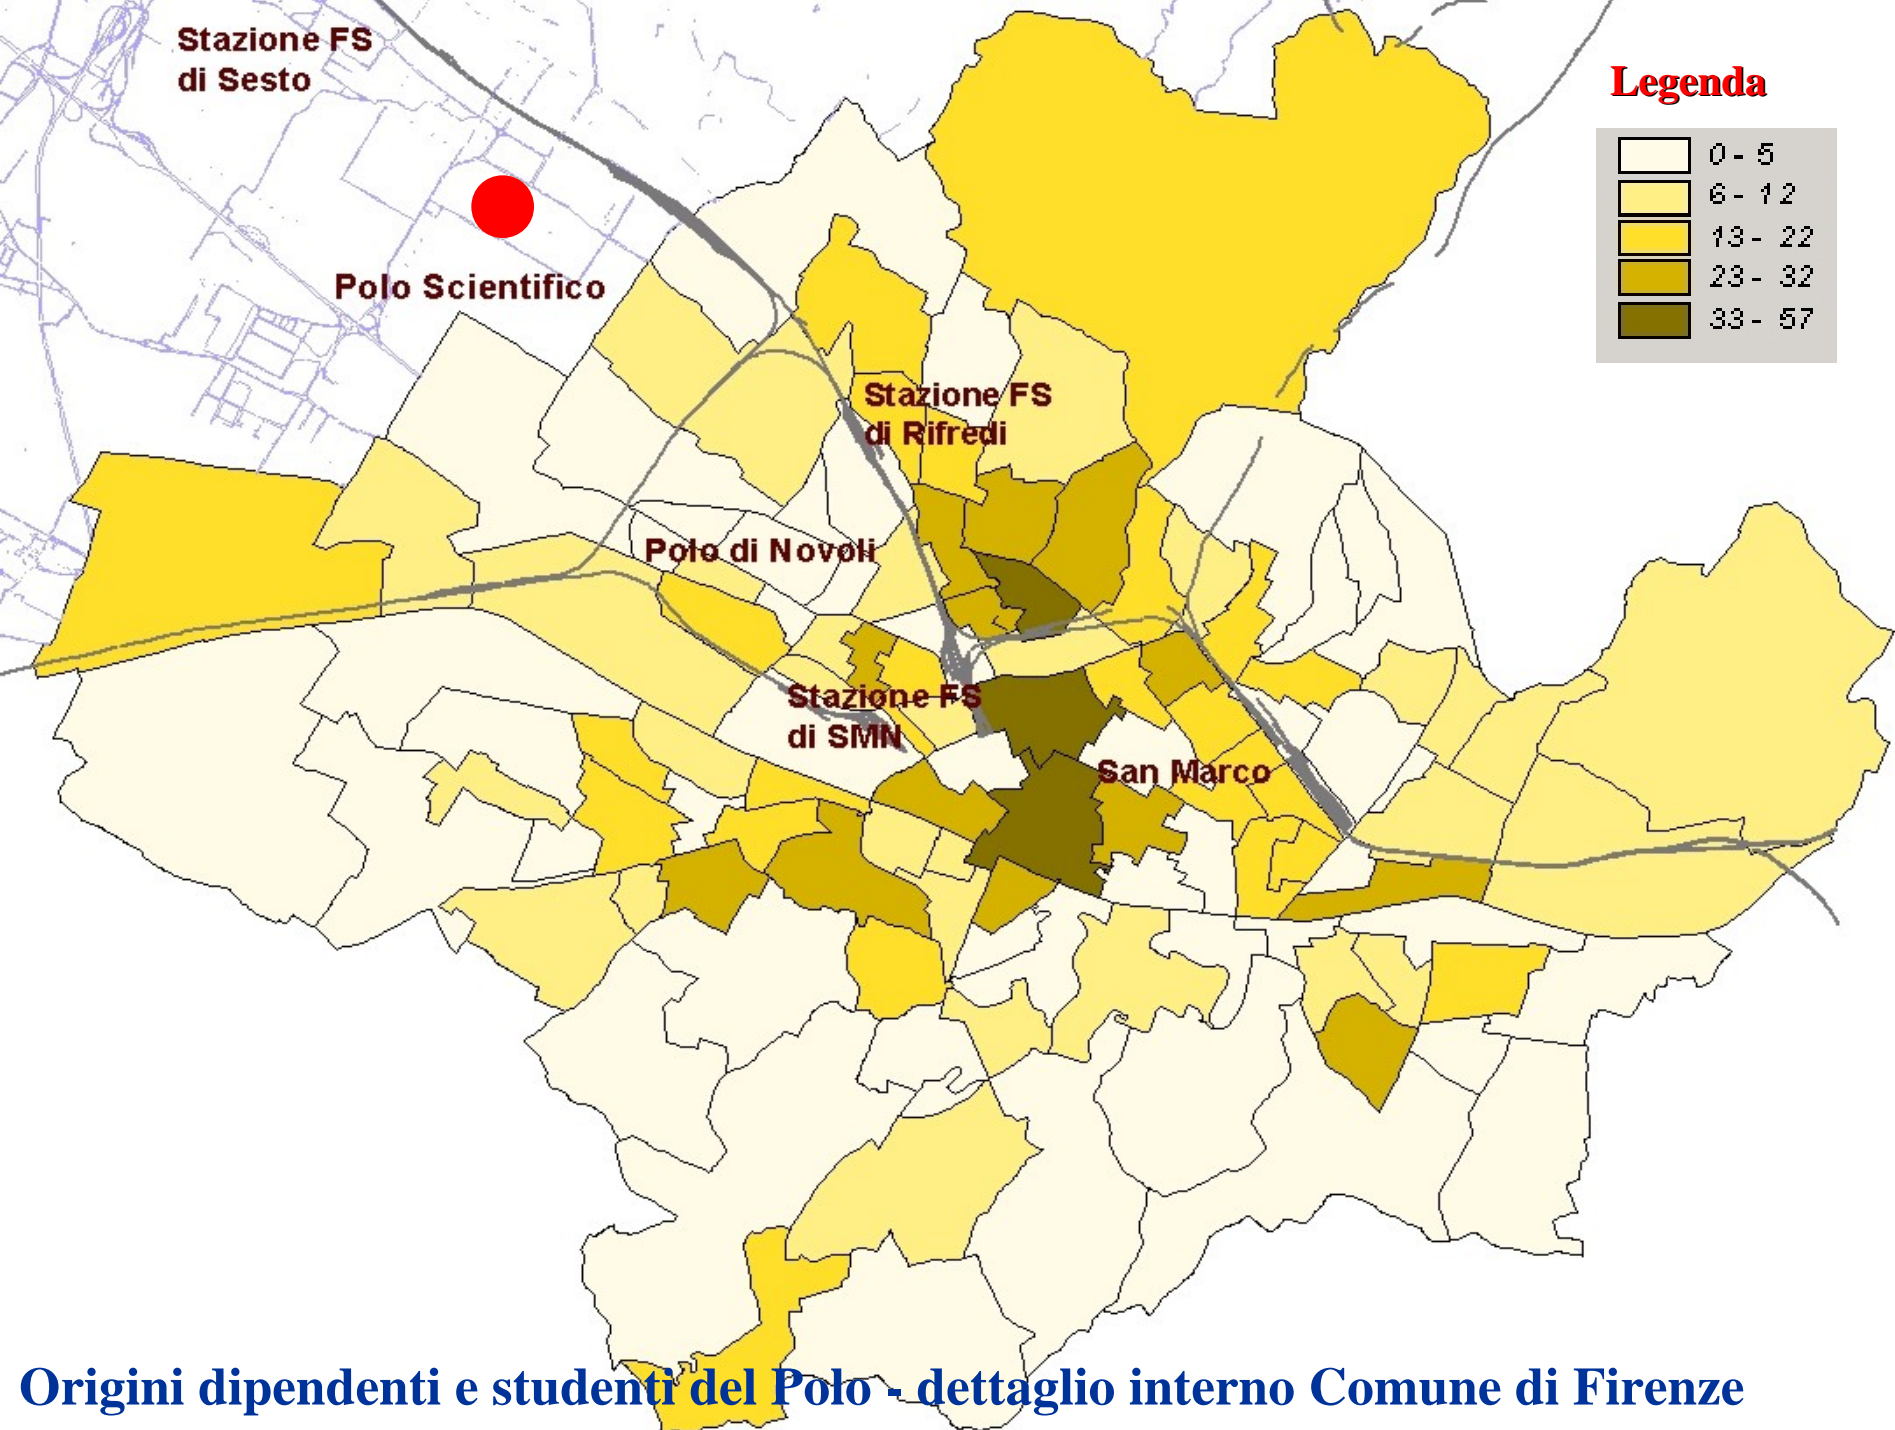 Stazione FS
di Sesto
Legenda
0 - 5
6 - 12
13 - 22
23 - 32
33 - 57
Polo Scientifico
Stazione FS
di Rifredi
Polo di Novoli
Stazione FS
di SMN
San Marco
Origini dipendenti e studenti del Polo - dettaglio interno Comune di Firenze